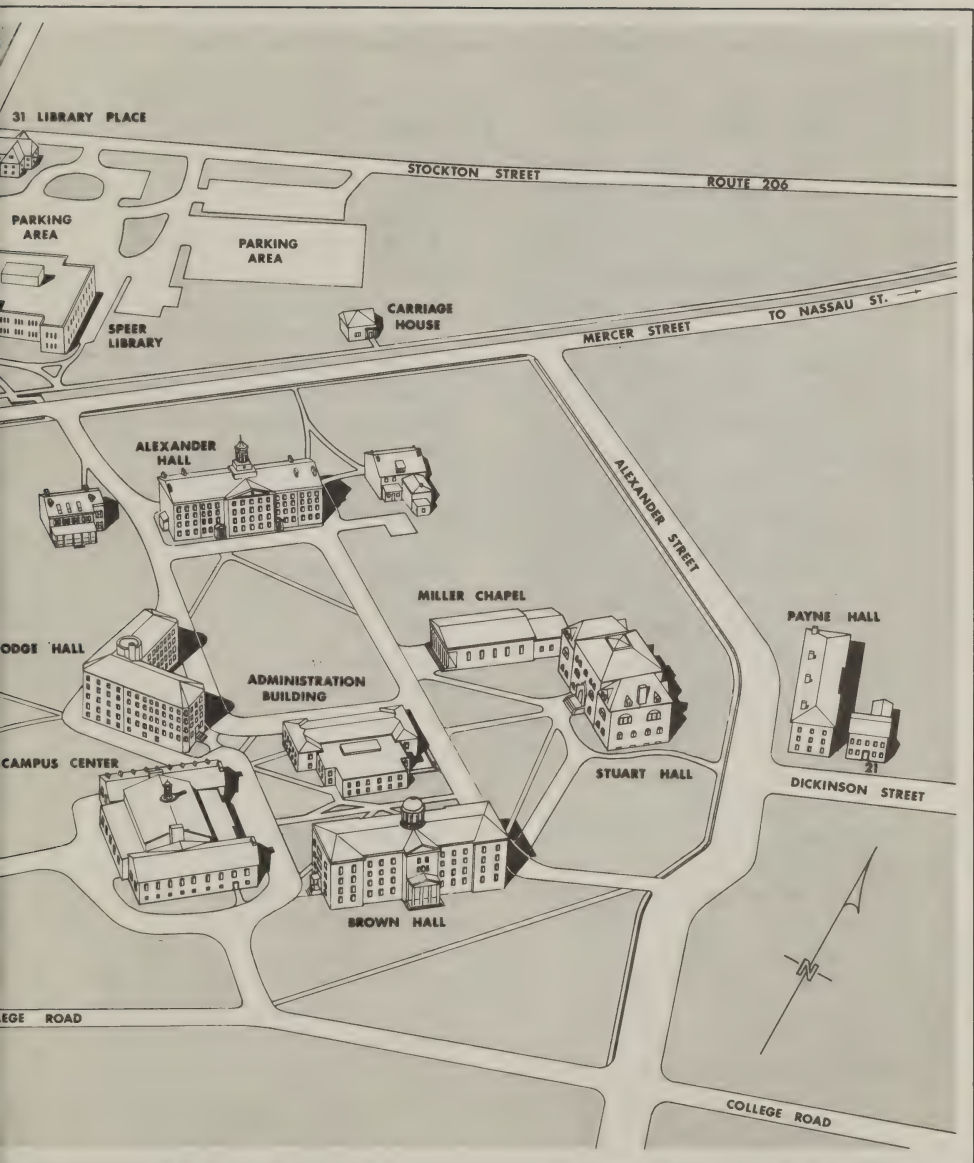 31 LIBRARY PLACE
STOCKTON STREET
ROUTE 206
PARKING
AREA
PARKING
AREA
SPEER
LIBRARY
CARRIAGE
HOUSE
MERCER STREET
TO NASSAU ST.
ALEXANDER
HALL
ALEXANDER STREET
MILLER CHAPEL
PAYNE HALL
ODGE HALL
ADMINISTRATION
BUILDING
CAMPUS CENTER
STUART HALL
21
DICKINSON STREET
BROWN HALL
N
EGE ROAD
COLLEGE ROAD